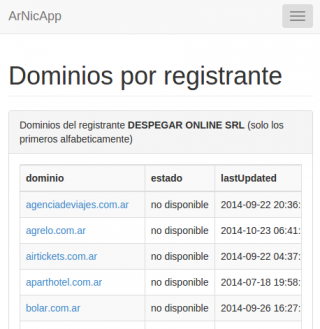 ArNicApp
Dominios por registrante
Dominios del registrante DESPEGAR ONLINE SRL (solo los
primeros alfabeticamente)
dominio estado lastUpdated
agenciadeviajes.com.ar no disponible 2014-09-22 20:36:
agrelo.com.ar no disponible 2014-10-23 06:41:
airtickets.com.ar no disponible 2014-09-22 04:37:
aparthotel.com.ar no disponible 2014-07-18 19:58:
bolar.com.ar no disponible 2014-09-26 16:27: